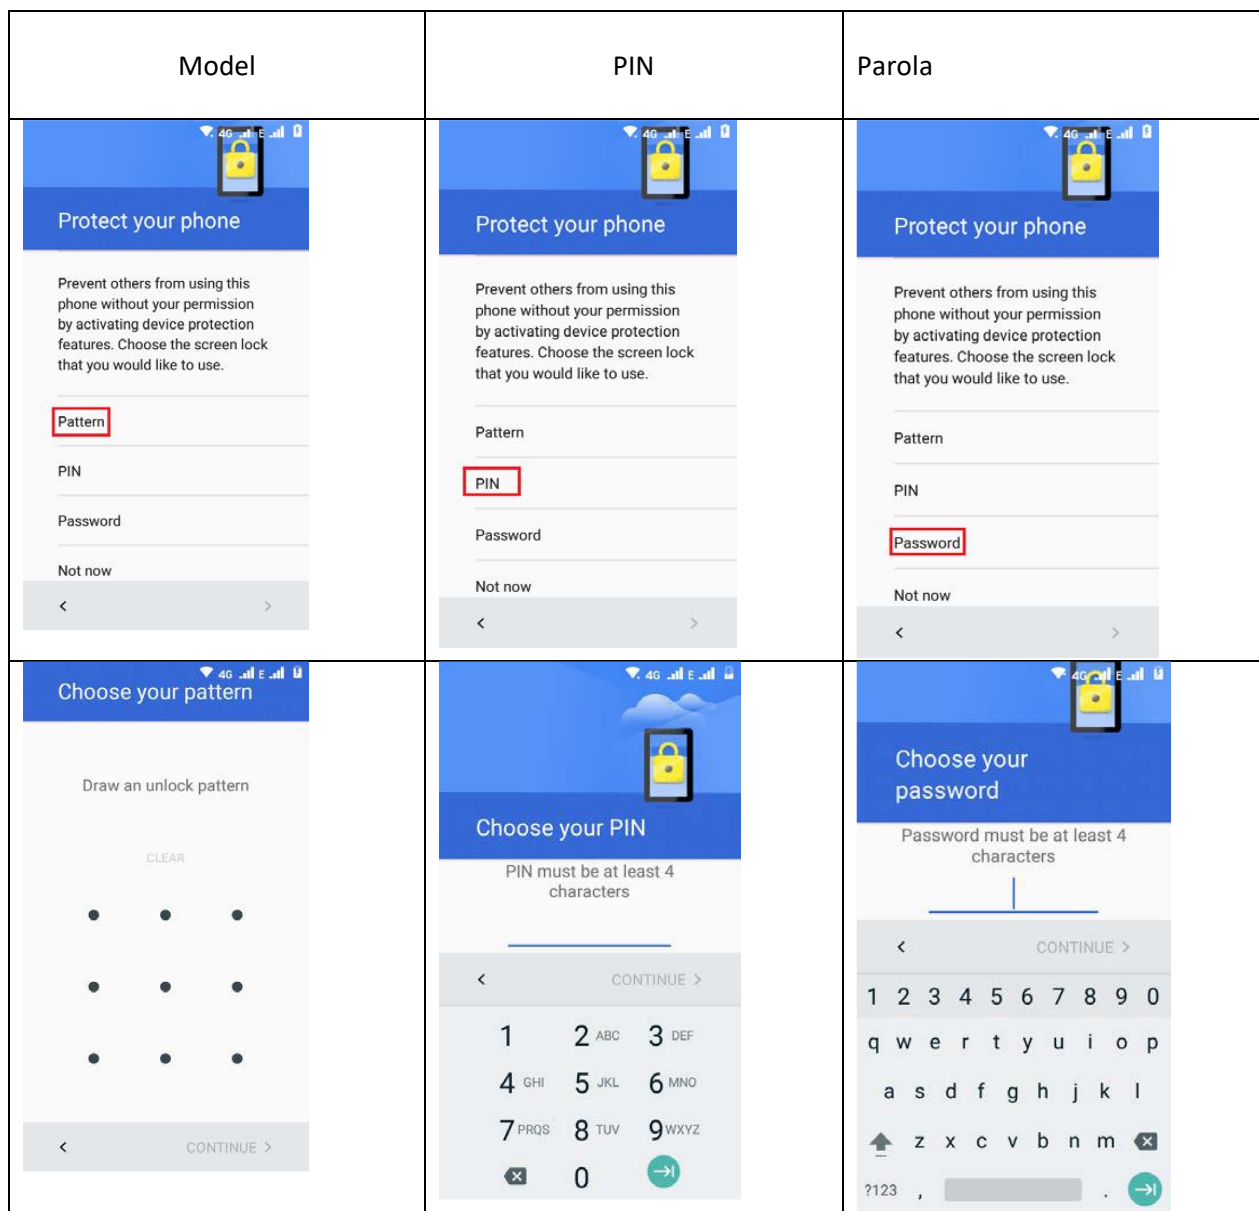 Model
PIN
Parola
4G E
Protect your phone
Prevent others from using this
phone without your permission
by activating device protection
features. Choose the screen lock
that you would like to use.
Pattern
PIN
Password
Not now
4G E
Protect your phone
Prevent others from using this
phone without your permission
by activating device protection
features. Choose the screen lock
that you would like to use.
Pattern
PIN
Password
Not now
4G E
Protect your phone
Prevent others from using this
phone without your permission
by activating device protection
features. Choose the screen lock
that you would like to use.
Pattern
PIN
Password
Not now
4G E
Choose your pattern
Draw an unlock pattern
CLEAR
CONTINUE
4G E
Choose your PIN
PIN must be at least 4
characters
CONTINUE
1 2 ABC 3 DEF
4 GHI 5 JKL 6 MNO
7 PRQS 8 TUV 9 WXYZ
0
4G E
Choose your
password
Password must be at least 4
characters
CONTINUE
1 2 3 4 5 6 7 8 9 0
q w e r t y u i o p
a s d f g h j k l
z x c v b n m
?123 , .